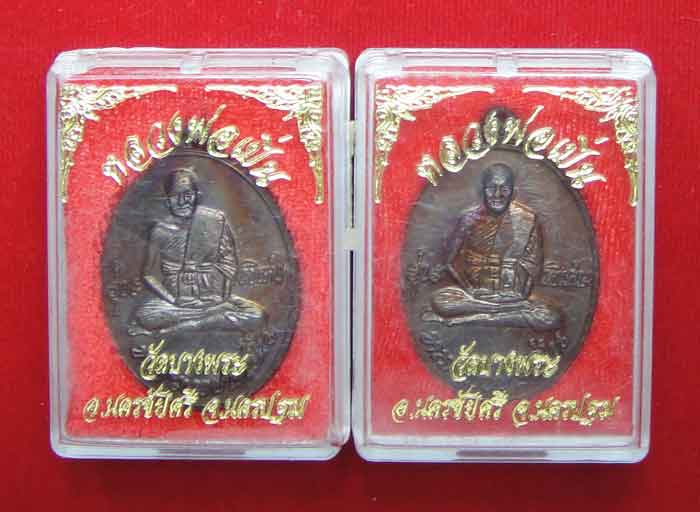 หลวงพ่อเปิ่น
วัดบางพระ
อ.นครชัยศรี จ.นครปฐม
หลวงพ่อเปิ่น
วัดบางพระ
อ.นครชัยศรี จ.นครปฐม